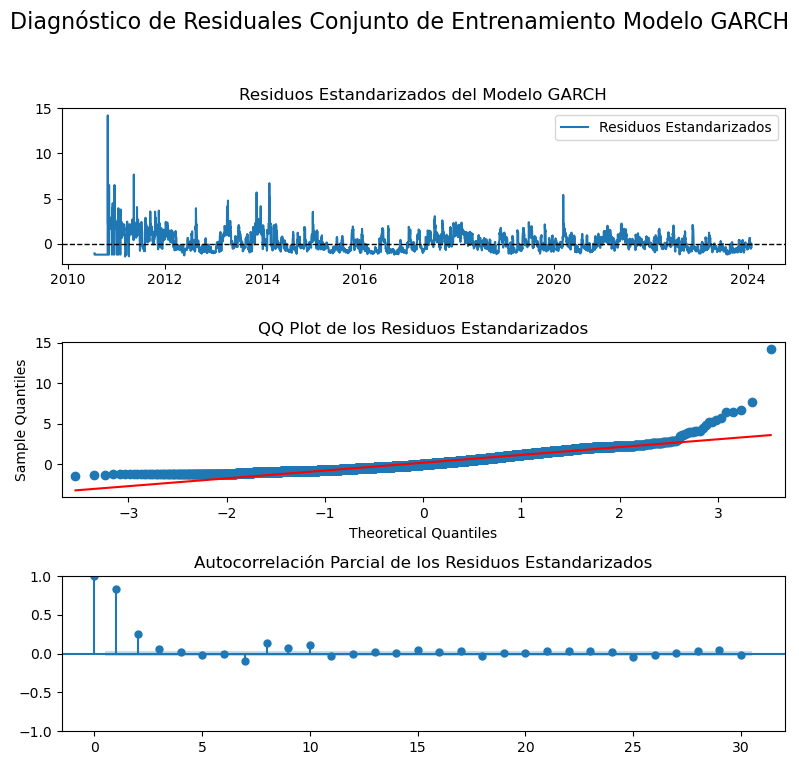 Diagnóstico de Residuales Conjunto de Entrenamiento Modelo GARCH
Residuos Estandarizados del Modelo GARCH
15
10
5
0
Residuos Estandarizados
2010 2012 2014 2016 2018 2020 2022 2024
QQ Plot de los Residuos Estandarizados
Sample Quantiles
15
10
5
0
−3 −2 −1 0 1 2 3
Theoretical Quantiles
Autocorrelación Parcial de los Residuos Estandarizados
1.0
0.5
0.0
−0.5
−1.0
0 5 10 15 20 25 30